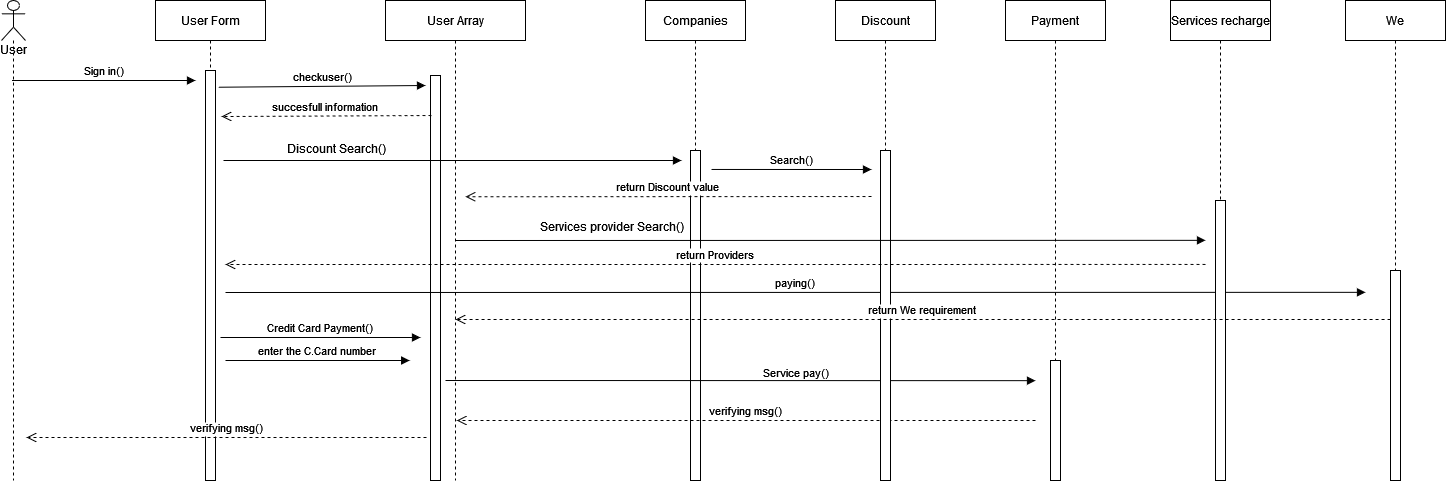 User Form
User Array
Companies
Discount
Payment
Services recharge
We
User
Sign in()
checkuser()
succesfull information
Discount Search()
Search()
return Discount value
Services provider Search()
return Providers
paying()
return We requirement
Credit Card Payment()
enter the C.Card number
Service pay()
verifying msg()
verifying msg()